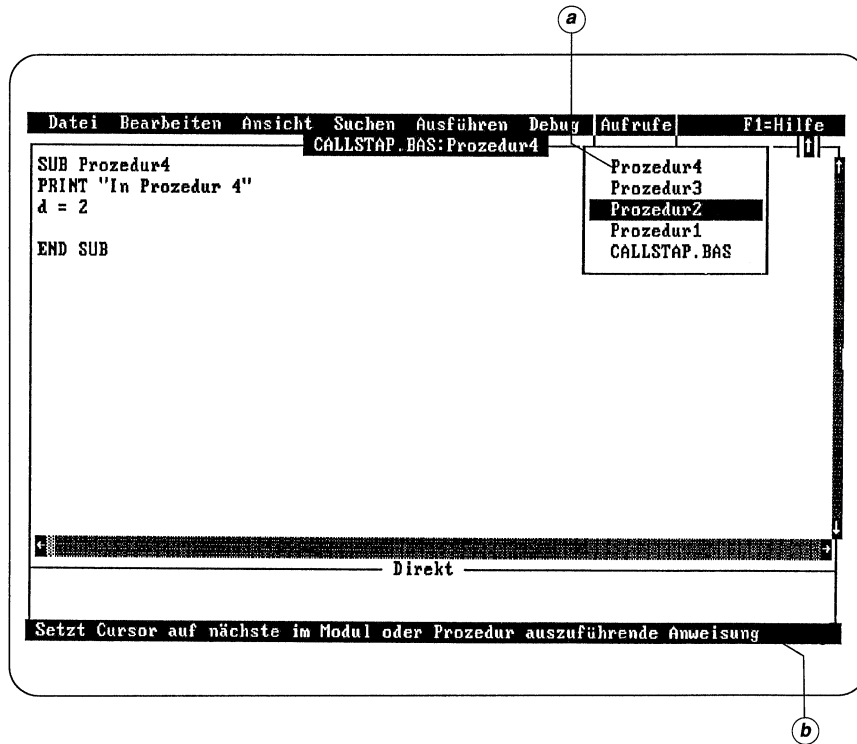 a
Datei Bearbeiten Ansicht Suchen Ausführen Debug Aufrufe F1=Hilfe
CALLSTAP.BAS:Prozedur4
SUB Prozedur4
PRINT "In Prozedur 4"
d = 2
END SUB
Prozedur4
Prozedur3
Prozedur2
Prozedur1
CALLSTAP.BAS
Direkt
Setzt Cursor auf nächste im Modul oder Prozedur auszuführende Anweisung
b